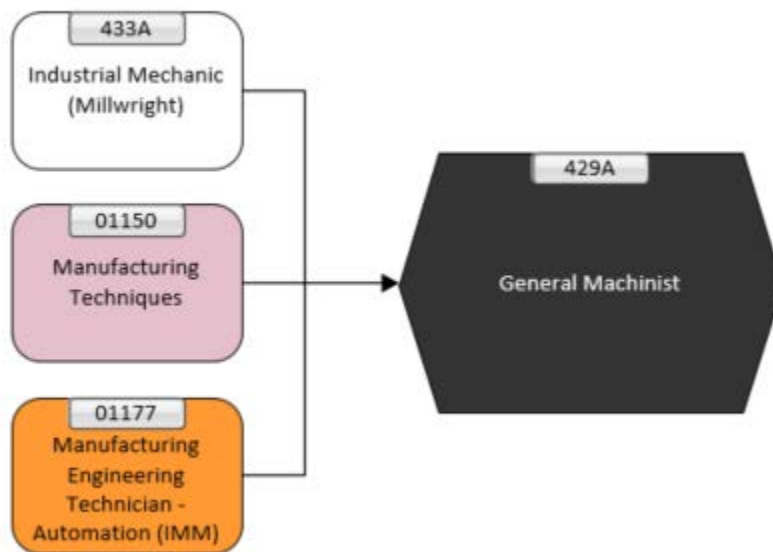 433A
Industrial Mechanic
(Millwright)
01150
Manufacturing
Techniques
01177
Manufacturing
Engineering
Technician -
Automation (IMM)
429A
General Machinist